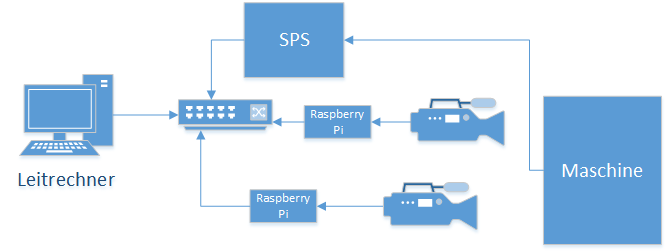 SPS
Raspberry
Pi
Leitrechner
Maschine
Raspberry
Pi